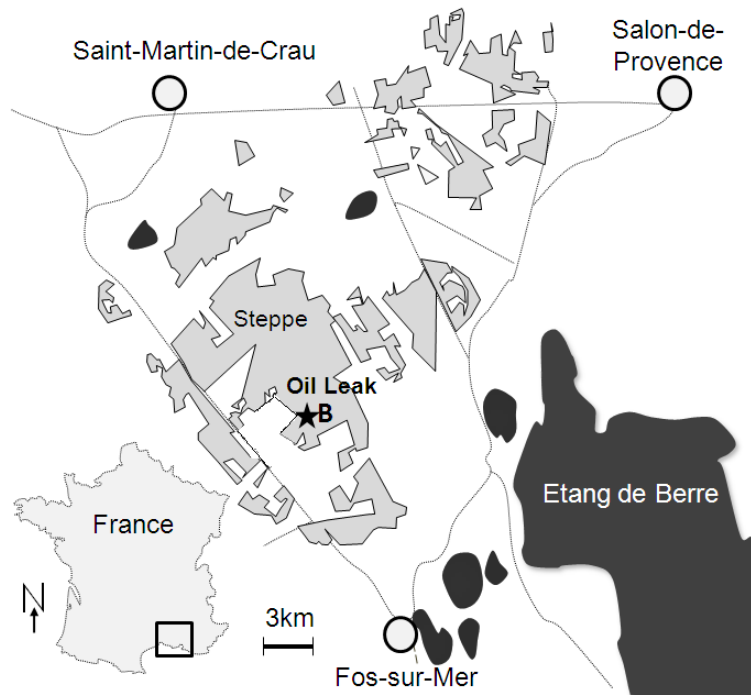 Saint-Martin-de-Crau
Salon-de-
Provence
Steppe
Oil Leak
B
Etang de Berre
France
N
3km
Fos-sur-Mer